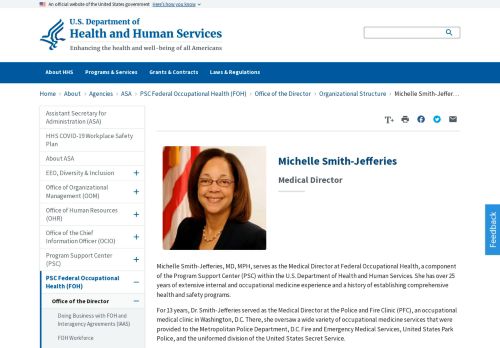 An official website of the United States government Here's how you know
U.S. Department of
Health and Human Services
Enhancing the health and well-being of all Americans
About HHS Programs & Services Grants & Contracts Laws & Regulations
Home › About › Agencies › ASA › PSC Federal Occupational Health (FOH) › Office of the Director › Organizational Structure › Michelle Smith-Jeffer…
Assistant Secretary for
Administration (ASA)
HHS COVID-19 Workplace Safety
Plan
About ASA
EEO, Diversity & Inclusion +
Office of Organizational
Management (OOM) +
Office of Human Resources
(OHR) +
Office of the Chief
Information Officer (OCIO) +
Program Support Center
(PSC) +
PSC Federal Occupational
Health (FOH) −
Office of the Director −
Doing Business with FOH and
Interagency Agreements (IAAS)
FOH Workforce
T+
Michelle Smith-Jefferies
Medical Director
Michelle Smith-Jefferies, MD, MPH, serves as the Medical Director at Federal Occupational Health, a component
of the Program Support Center (PSC) within the U.S. Department of Health and Human Services. She has over 25
years of extensive internal and occupational medicine experience and a history of establishing comprehensive
health and safety programs.
For 13 years, Dr. Smith-Jefferies served as the Medical Director at the Police and Fire Clinic (PFC), an occupational
medical clinic in Washington, D.C. There, she oversaw a wide variety of occupational medicine services that were
provided to the Metropolitan Police Department, D.C. Fire and Emergency Medical Services, United States Park
Police, and the uniformed division of the United States Secret Service.
Feedback